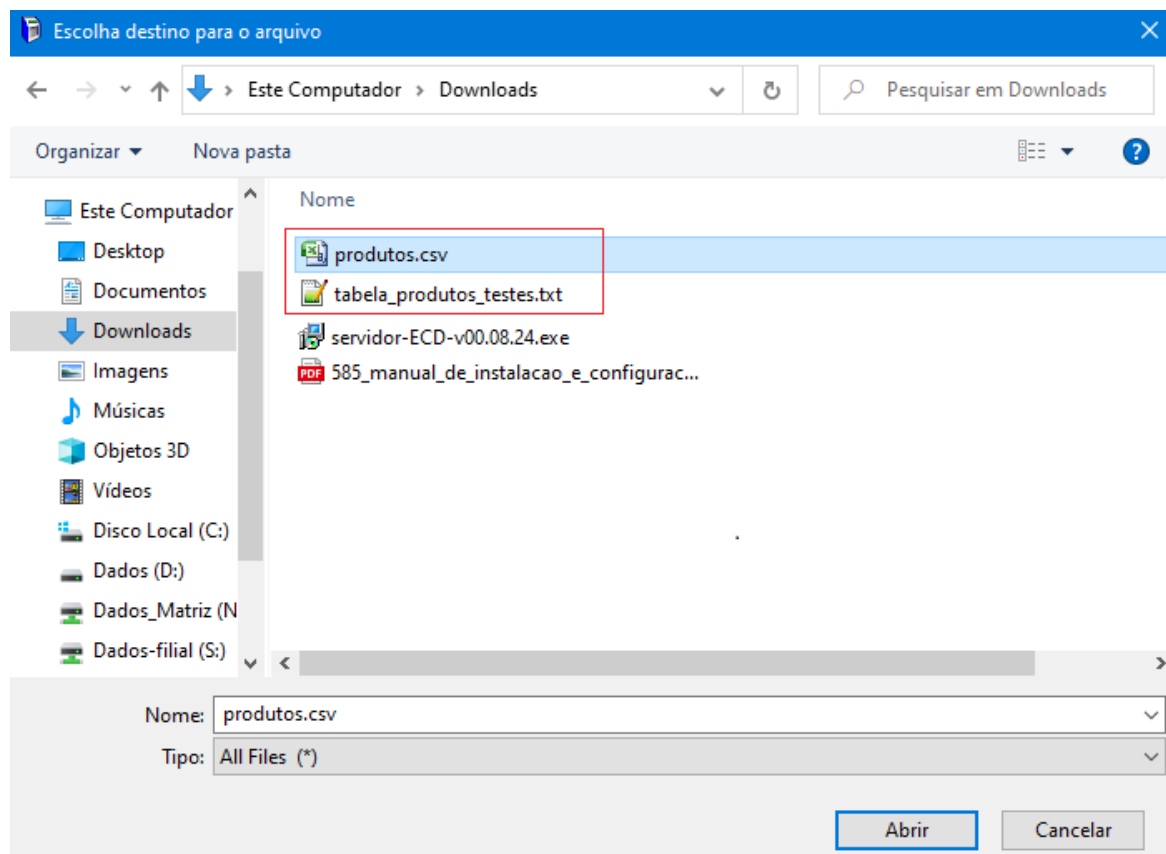 Escolha destino para o arquivo
Este Computador > Downloads
Pesquisar em Downloads
Organizar
Nova pasta
?
Este Computador
Desktop
Documentos
Downloads
Imagens
Músicas
Objetos 3D
Vídeos
Disco Local (C:)
Dados (D:)
Dados_Matriz (N
Dados-filial (S:)
Nome
produtos.csv
tabela_produtos_testes.txt
servidor-ECD-v00.08.24.exe
PDF 585_manual_de_instalacao_e_configurac...
Nome: produtos.csv
Tipo: All Files (*)
Abrir
Cancelar